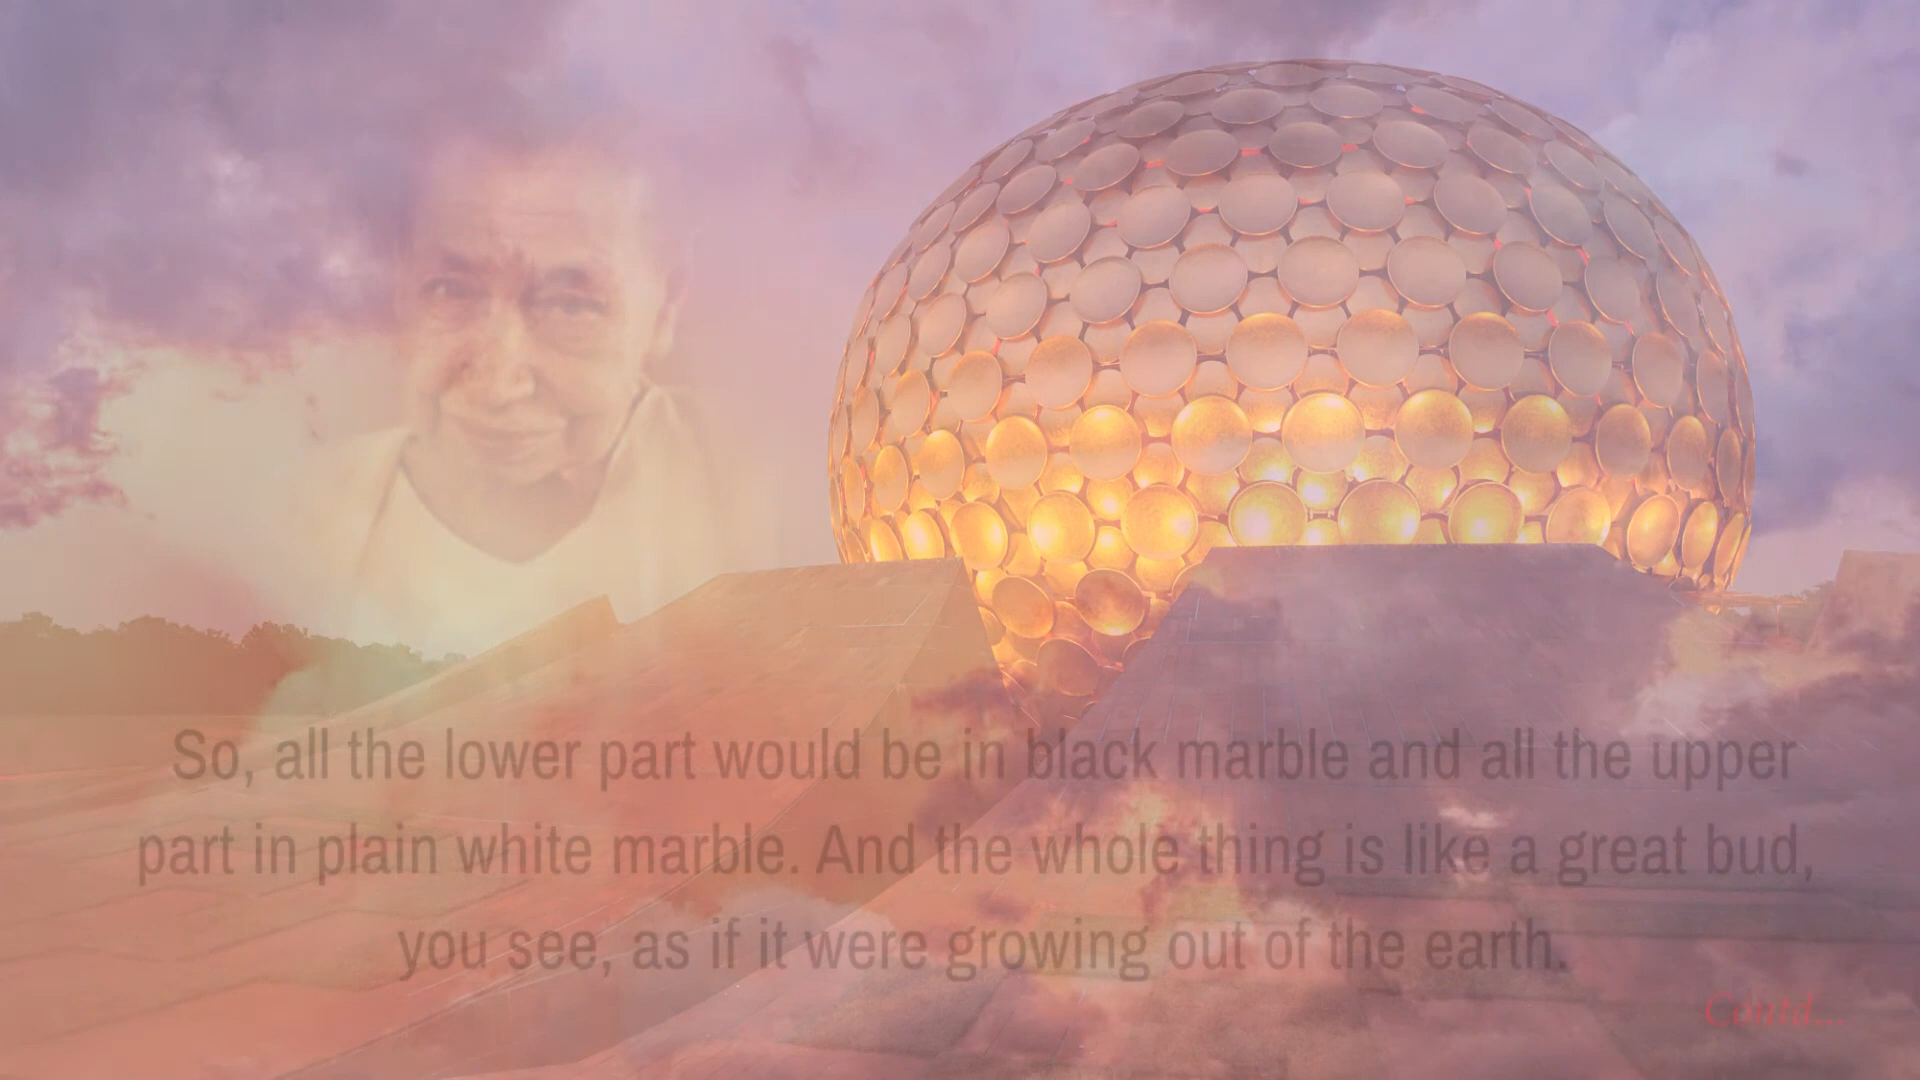 So, all the lower part would be in black marble and all the upper
part in plain white marble. And the whole thing is like a great bud,
you see, as if it were growing out of the earth.
Contd...